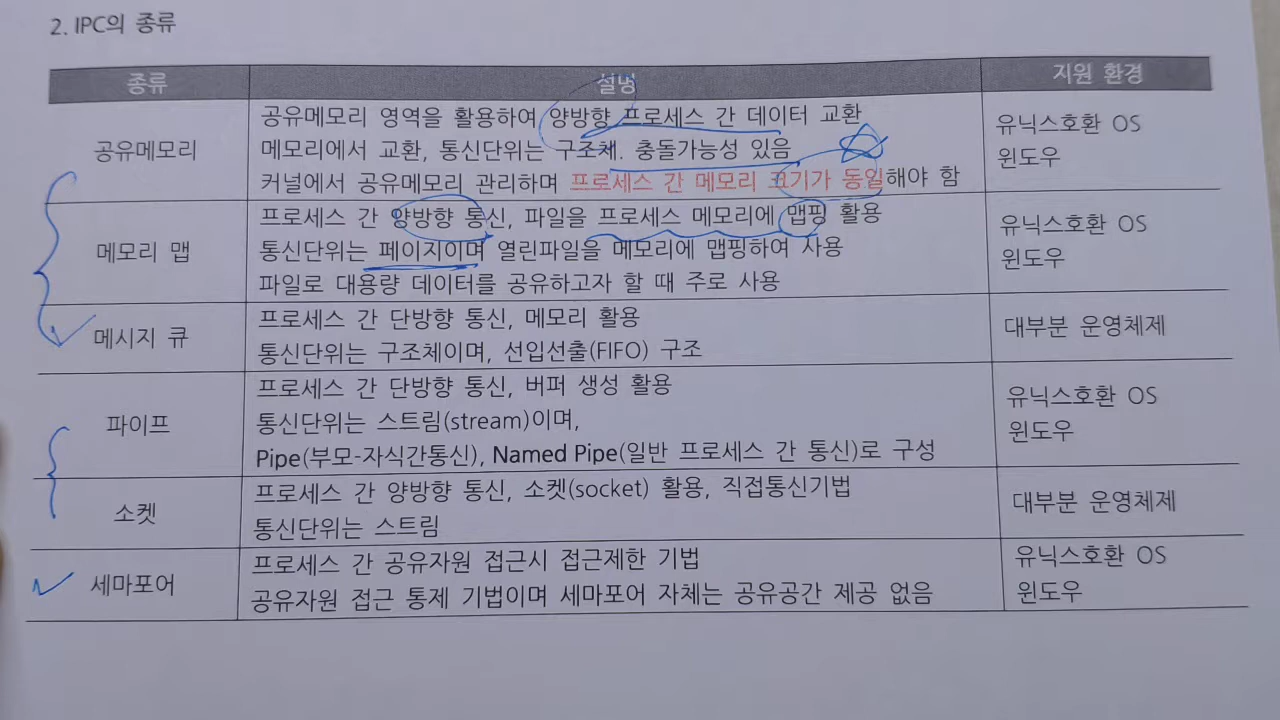 2. IPC의 종류
종류 설명 지원 환경
공유메모리
공유메모리 영역을 활용하여 양방향 프로세스 간 데이터 교환
메모리에서 교환, 통신단위는 구조체. 충돌가능성 있음
커널에서 공유메모리 관리하며 프로세스 간 메모리 크기가 동일해야 함
유닉스호환 OS
윈도우
메모리 맵
프로세스 간 양방향 통신, 파일을 프로세스 메모리에 맵핑 활용
통신단위는 페이지이며 열린파일을 메모리에 맵핑하여 사용
파일로 대용량 데이터를 공유하고자 할 때 주로 사용
유닉스호환 OS
윈도우
메시지 큐
프로세스 간 단방향 통신, 메모리 활용
통신단위는 구조체이며, 선입선출(FIFO) 구조
대부분 운영체제
파이프
프로세스 간 단방향 통신, 버퍼 생성 활용
통신단위는 스트림(stream)이며,
Pipe(부모-자식간통신), Named Pipe(일반 프로세스 간 통신)로 구성
유닉스호환 OS
윈도우
소켓
프로세스 간 양방향 통신, 소켓(socket) 활용, 직접통신기법
통신단위는 스트림
대부분 운영체제
세마포어
프로세스 간 공유자원 접근시 접근제한 기법
공유자원 접근 통제 기법이며 세마포어 자체는 공유공간 제공 없음
유닉스호환 OS
윈도우